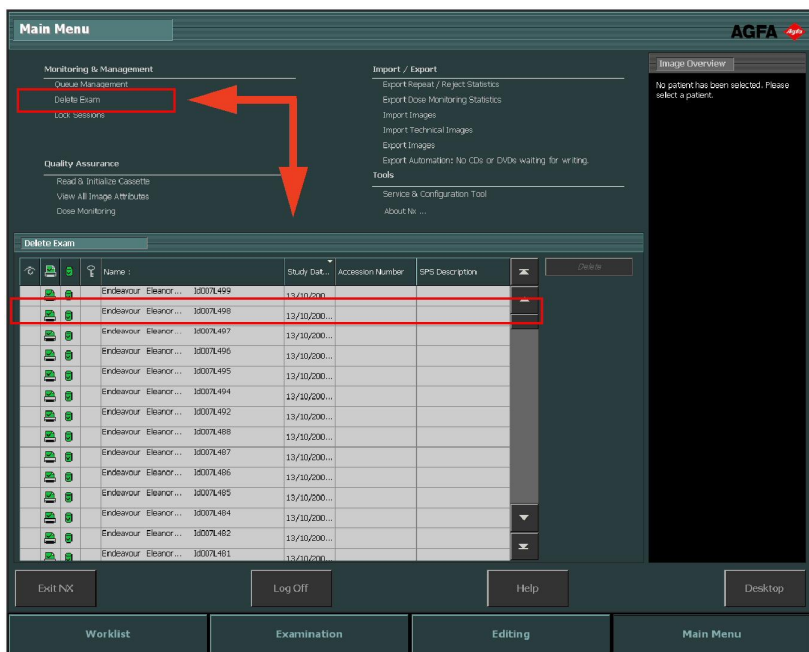 Main Menu
AGFA
Agfa
Monitoring & Management
Queue Management
Delete Exam
Lock Sessions
Quality Assurance
Read & Initialize Cassette
View All Image Attributes
Dose Monitoring
Import / Export
Export Repeat / Reject Statistics
Export Dose Monitoring Statistics
Import Images
Import Technical Images
Export Images
Export Automation: No CDs or DVDs waiting for writing.
Tools
Service & Configuration Tool
About Nx ...
Image Overview
No patient has been selected. Please
select a patient.
Delete Exam
Name : Study Dat... Accession Number SPS Description
Delete
Endeavour Eleanor... Id007L499 13/10/200...
Endeavour Eleanor... Id007L498 13/10/200...
Endeavour Eleanor... Id007L497 13/10/200...
Endeavour Eleanor... Id007L496 13/10/200...
Endeavour Eleanor... Id007L495 13/10/200...
Endeavour Eleanor... Id007L494 13/10/200...
Endeavour Eleanor... Id007L492 13/10/200...
Endeavour Eleanor... Id007L488 13/10/200...
Endeavour Eleanor... Id007L487 13/10/200...
Endeavour Eleanor... Id007L486 13/10/200...
Endeavour Eleanor... Id007L485 13/10/200...
Endeavour Eleanor... Id007L484 13/10/200...
Endeavour Eleanor... Id007L482 13/10/200...
Endeavour Eleanor... Id007L481 13/10/200...
Exit NX
Log Off
Help
Desktop
Worklist
Examination
Editing
Main Menu